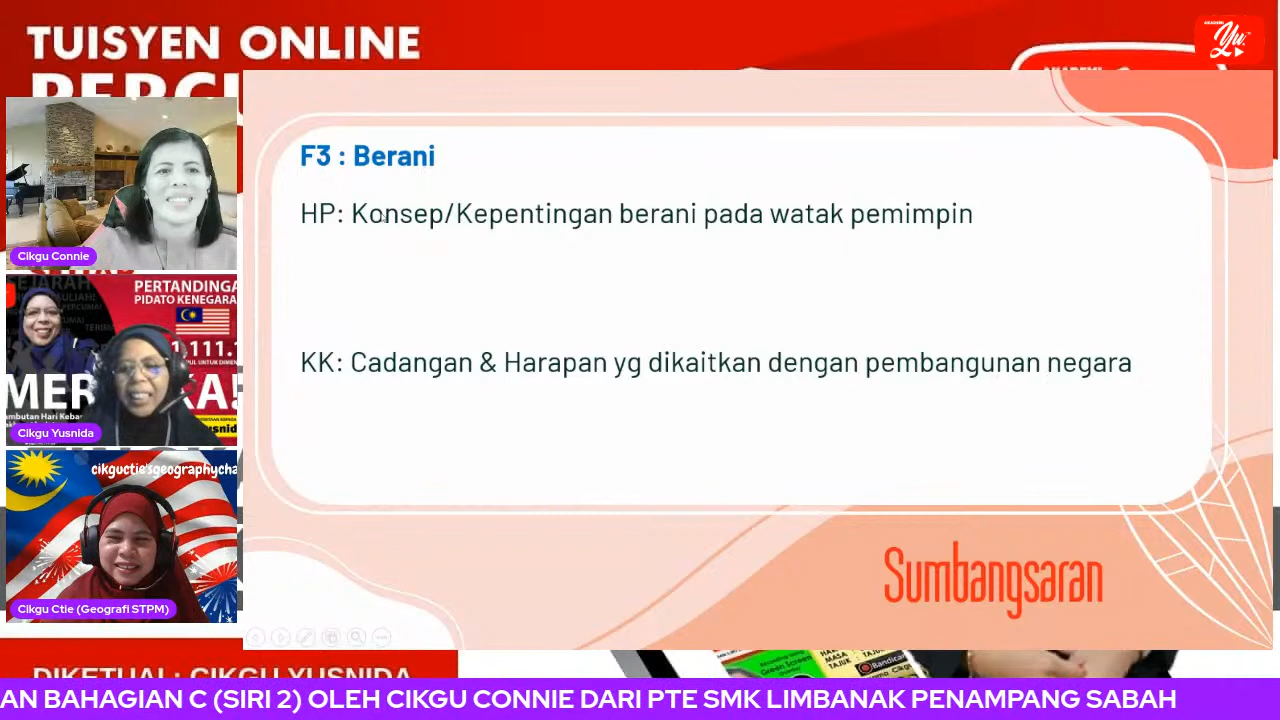 TUISYEN ONLINE
F3 : Berani
HP: Konsep/Kepentingan berani pada watak pemimpin
KK: Cadangan & Harapan yg dikaitkan dengan pembangunan negara
Sumbangsaran
Cikgu Connie
PERTANDINGA
PIDATO KENEGARA
Cikgu Yusnida
cikguctie'sgeographycha
Cikgu Ctie (Geografi STPM)
DIKETUAI : CIKGU YUSNIDA
AN BAHAGIAN C (SIRI 2) OLEH CIKGU CONNIE DARI PTE SMK LIMBANAK PENAMPANG SABAH